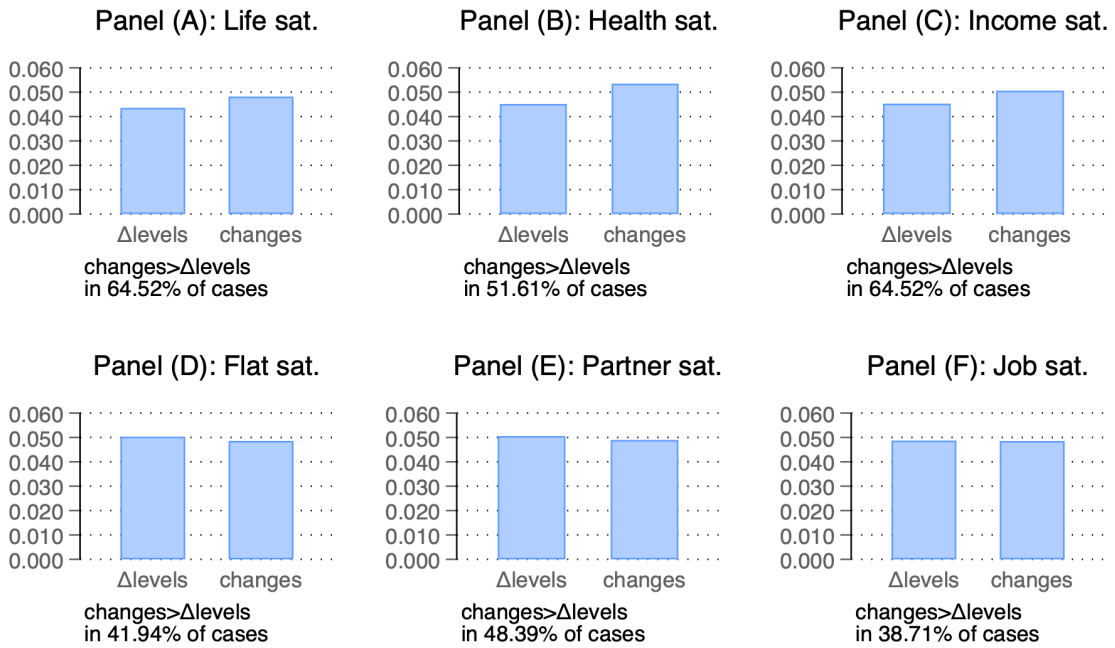 Panel (A): Life sat.
0.060
0.050
0.040
0.030
0.020
0.010
0.000
Δlevels changes
changes>Δlevels
in 64.52% of cases
Panel (B): Health sat.
0.060
0.050
0.040
0.030
0.020
0.010
0.000
Δlevels changes
changes>Δlevels
in 51.61% of cases
Panel (C): Income sat.
0.060
0.050
0.040
0.030
0.020
0.010
0.000
Δlevels changes
changes>Δlevels
in 64.52% of cases
Panel (D): Flat sat.
0.060
0.050
0.040
0.030
0.020
0.010
0.000
Δlevels changes
changes>Δlevels
in 41.94% of cases
Panel (E): Partner sat.
0.060
0.050
0.040
0.030
0.020
0.010
0.000
Δlevels changes
changes>Δlevels
in 48.39% of cases
Panel (F): Job sat.
0.060
0.050
0.040
0.030
0.020
0.010
0.000
Δlevels changes
changes>Δlevels
in 38.71% of cases